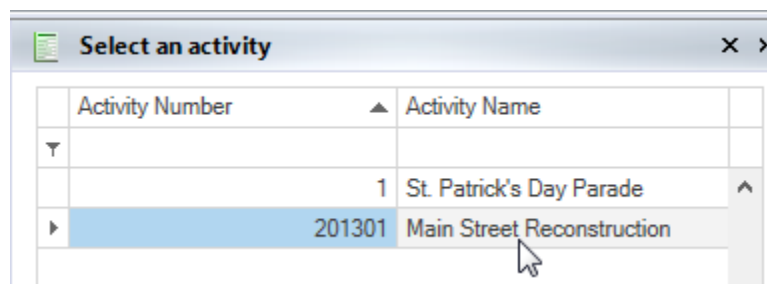 Select an activity
Activity Number Activity Name
1 St. Patrick's Day Parade
201301 Main Street Reconstruction